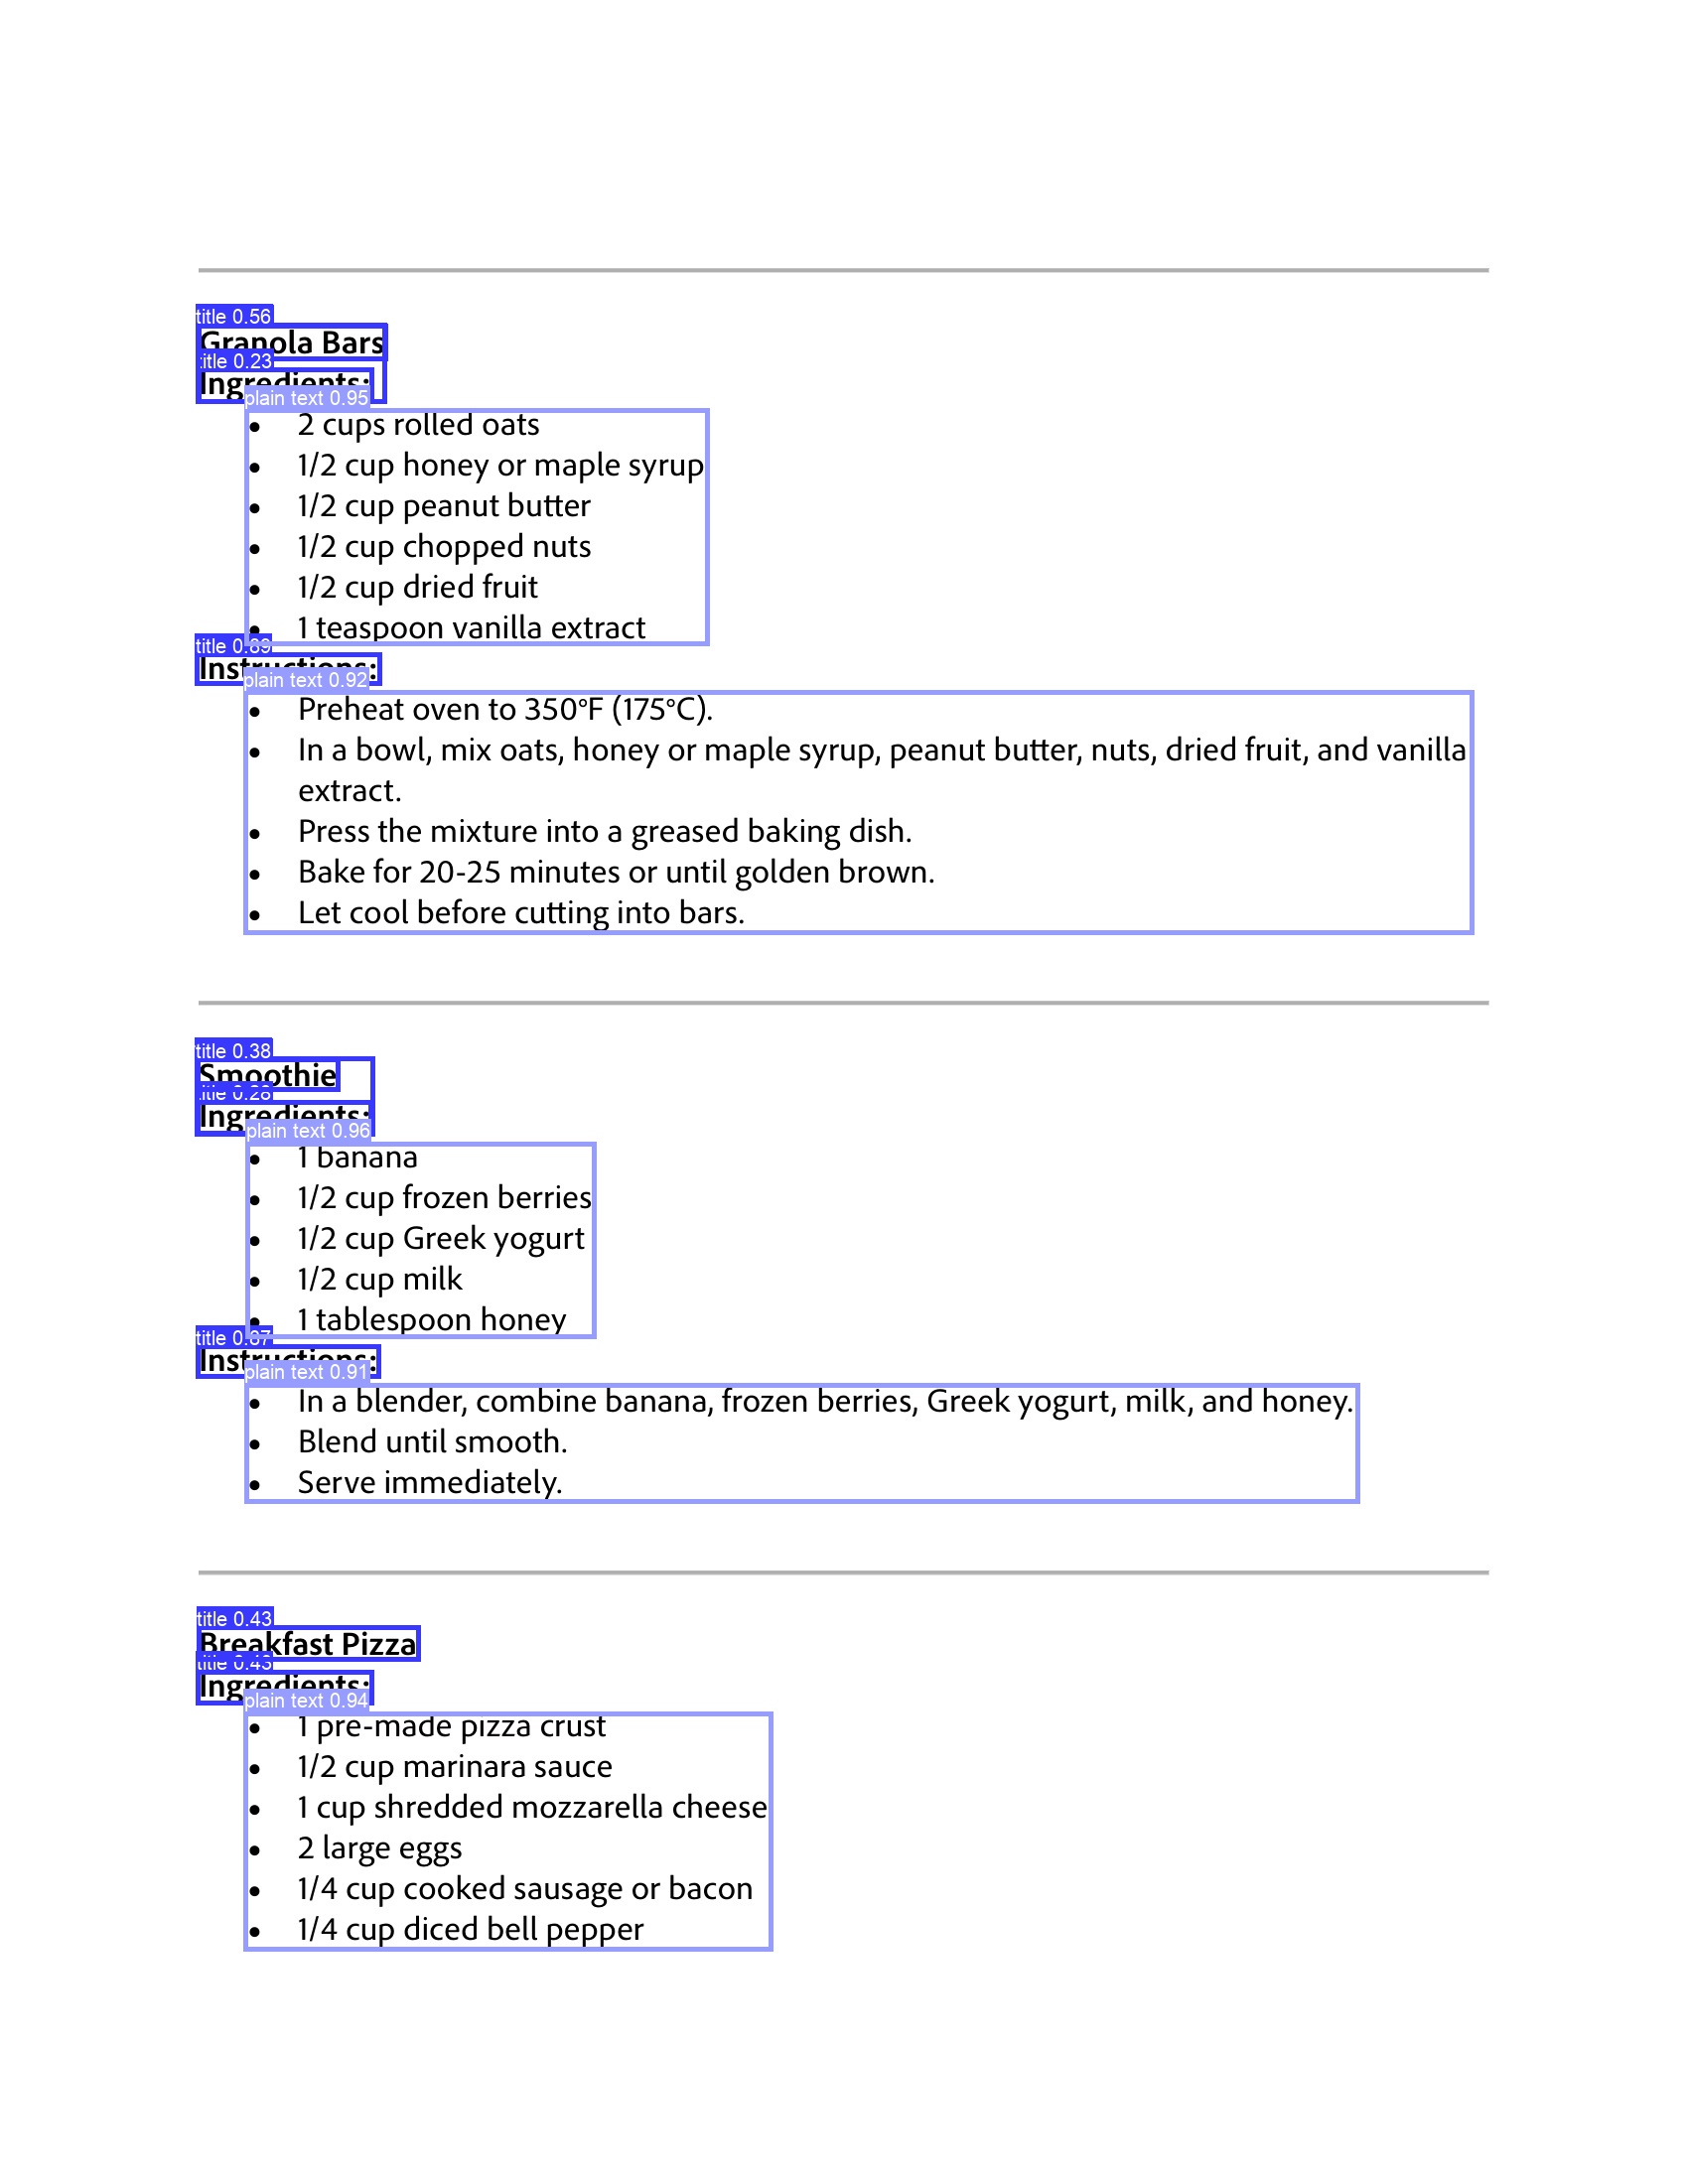 title 0.56
Granola Bars
title 0.23
Ingredients:
plain text 0.95
• 2 cups rolled oats
• 1/2 cup honey or maple syrup
• 1/2 cup peanut butter
• 1/2 cup chopped nuts
• 1/2 cup dried fruit
• 1 teaspoon vanilla extract
title 0.89
Instructions:
plain text 0.92
• Preheat oven to 350°F (175°C).
• In a bowl, mix oats, honey or maple syrup, peanut butter, nuts, dried fruit, and vanilla
extract.
• Press the mixture into a greased baking dish.
• Bake for 20-25 minutes or until golden brown.
• Let cool before cutting into bars.
title 0.38
Smoothie
title 0.28
Ingredients:
plain text 0.96
• 1 banana
• 1/2 cup frozen berries
• 1/2 cup Greek yogurt
• 1/2 cup milk
• 1 tablespoon honey
title 0.87
Instructions:
plain text 0.91
• In a blender, combine banana, frozen berries, Greek yogurt, milk, and honey.
• Blend until smooth.
• Serve immediately.
title 0.43
Breakfast Pizza
title 0.43
Ingredients:
plain text 0.94
• 1 pre-made pizza crust
• 1/2 cup marinara sauce
• 1 cup shredded mozzarella cheese
• 2 large eggs
• 1/4 cup cooked sausage or bacon
• 1/4 cup diced bell pepper